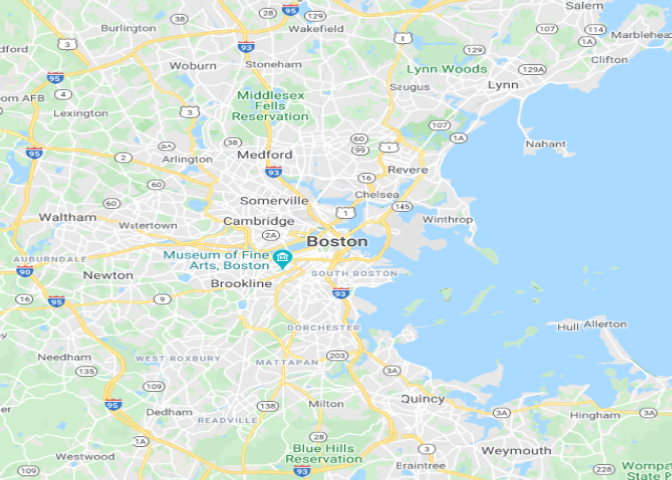 Salem
Burlington
38
28
95
129
Wakefield
107
114
1A
Marblehea
3
93
1
129
dford
Woburn
Stoneham
Lynn Woods
Clifton
95
129A
Saugus
Lynn
om AFB
4
Middlesex
Fells
Reservation
Lexington
3
107
1A
38
60
99
1
Nahant
95
2
Arlington
Medford
93
16
Revere
60
Chelsea
60
Somerville
145
Waltham
Watertown
Cambridge
1
Winthrop
2A
Boston
AUBURNDALE
Museum of Fine
Arts, Boston
90
Newton
SOUTH BOSTON
Brookline
16
95
9
93
DORCHESTER
Hull
Allerton
Needham
WEST ROXBURY
MATTAPAN
203
135
3A
109
Quincy
95
Dedham
138
Milton
3A
Hingham
3A
READVILLE
1A
28
3
Weymouth
Westwood
Blue Hills
Reservation
109
93
Braintree
228
Wompa
State P